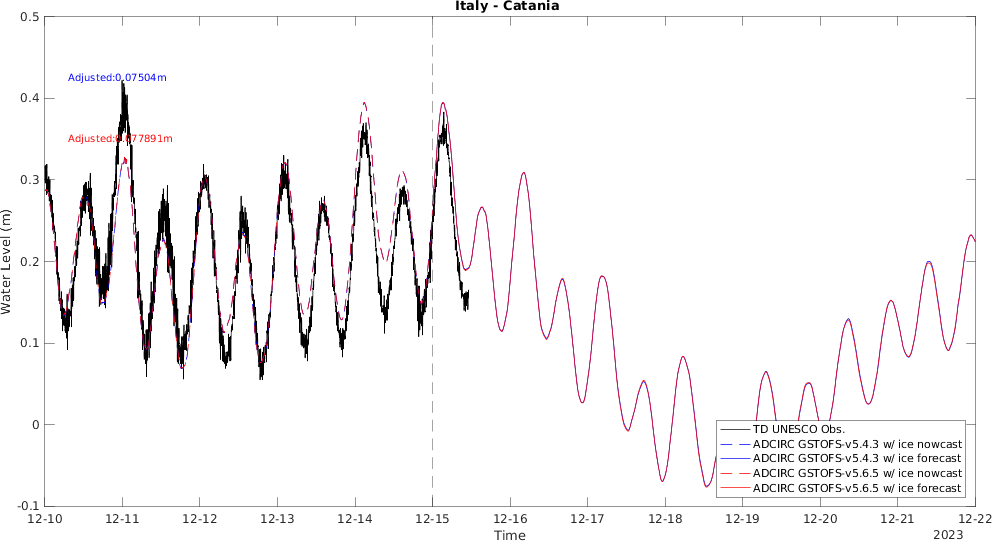 Italy - Catania
0.5
0.4
0.3
0.2
0.1
0
-0.1
Water Level (m)
Adjusted:0.07504m
Adjusted:0.077891m
TD UNESCO Obs.
ADCIRC GSTOFS-v5.4.3 w/ ice nowcast
ADCIRC GSTOFS-v5.4.3 w/ ice forecast
ADCIRC GSTOFS-v5.6.5 w/ ice nowcast
ADCIRC GSTOFS-v5.6.5 w/ ice forecast
12-10 12-11 12-12 12-13 12-14 12-15 12-16 12-17 12-18 12-19 12-20 12-21 12-22
Time
2023